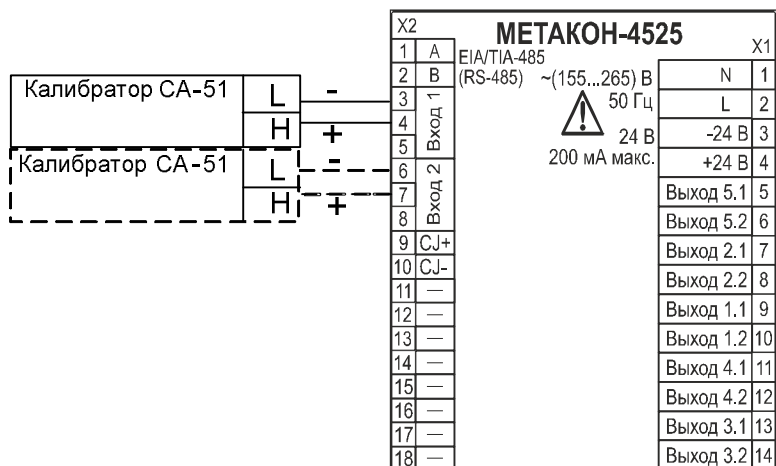 X2
МЕТАКОН-4525
X1
1 A EIA/TIA-485
2 B (RS-485)
~(155...265) В
50 Гц
24 В
200 мА макс.
Калибратор CA-51 L -
H +
Калибратор CA-51 L -
H +
3
4
5
Вход 1
6
7
8
Вход 2
9 CJ+
10 CJ-
11 —
12 —
13 —
14 —
15 —
16 —
17 —
18 —
N 1
L 2
-24 В 3
+24 В 4
Выход 5.1 5
Выход 5.2 6
Выход 2.1 7
Выход 2.2 8
Выход 1.1 9
Выход 1.2 10
Выход 4.1 11
Выход 4.2 12
Выход 3.1 13
Выход 3.2 14